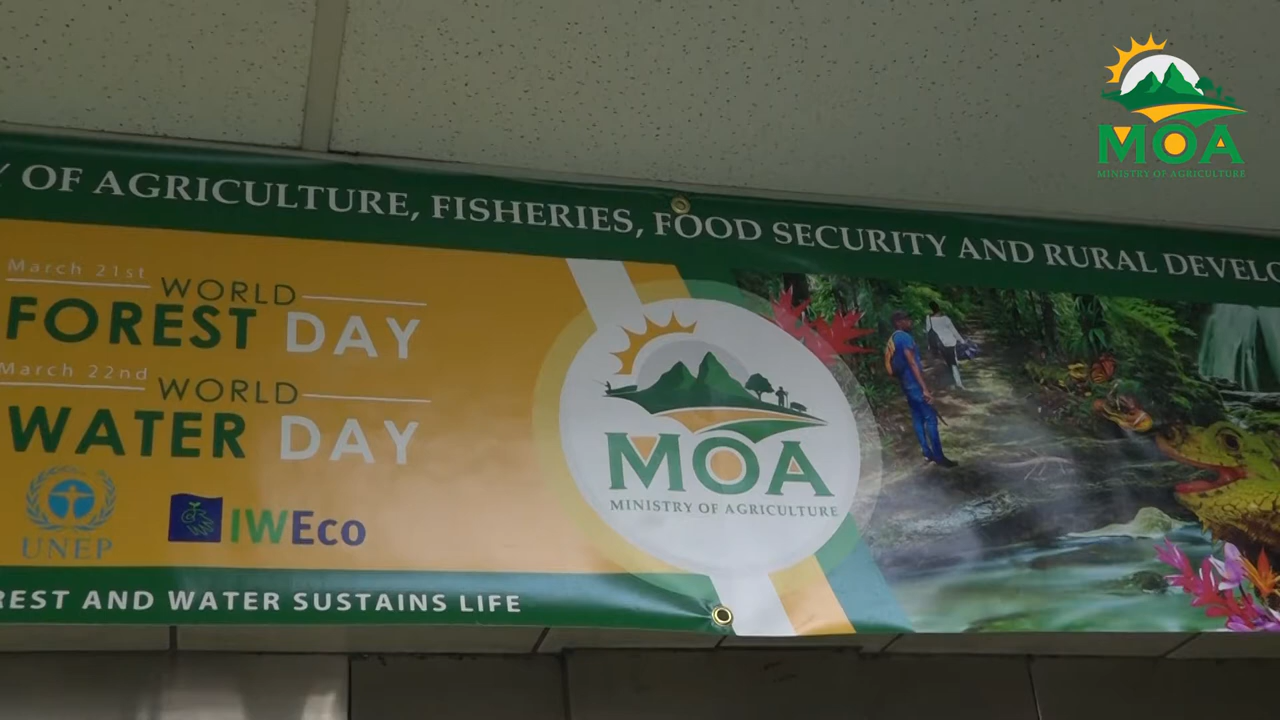 MOA
MINISTRY OF AGRICULTURE
OF AGRICULTURE, FISHERIES, FOOD SECURITY AND RURAL DEVELO
March 21st
WORLD
FOREST DAY
March 22nd
WORLD
WATER DAY
UNEP
IWEco
MOA
MINISTRY OF AGRICULTURE
REST AND WATER SUSTAINS LIFE